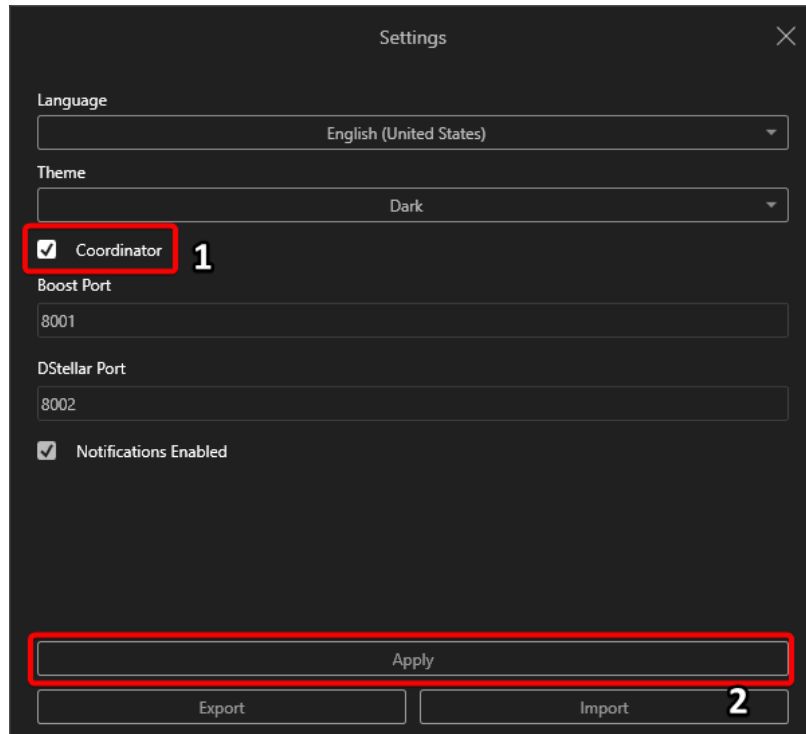 Settings
Language
English (United States)
Theme
Dark
Coordinator
1
Boost Port
8001
DStellar Port
8002
Notifications Enabled
Apply
Export Import 2